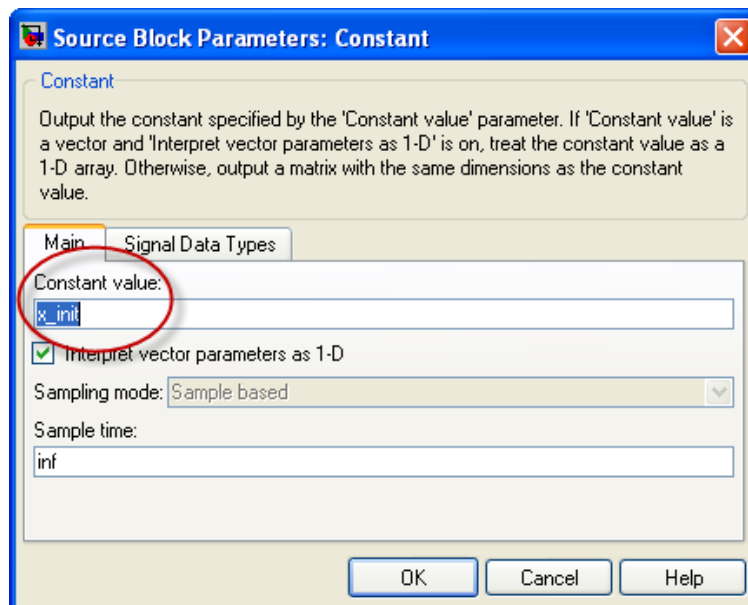 Source Block Parameters: Constant
Constant
Output the constant specified by the 'Constant value' parameter. If 'Constant value' is
a vector and 'Interpret vector parameters as 1-D' is on, treat the constant value as a
1-D array. Otherwise, output a matrix with the same dimensions as the constant
value.
Main Signal Data Types
Constant value:
x_init
Interpret vector parameters as 1-D
Sampling mode: Sample based
Sample time:
inf
OK Cancel Help